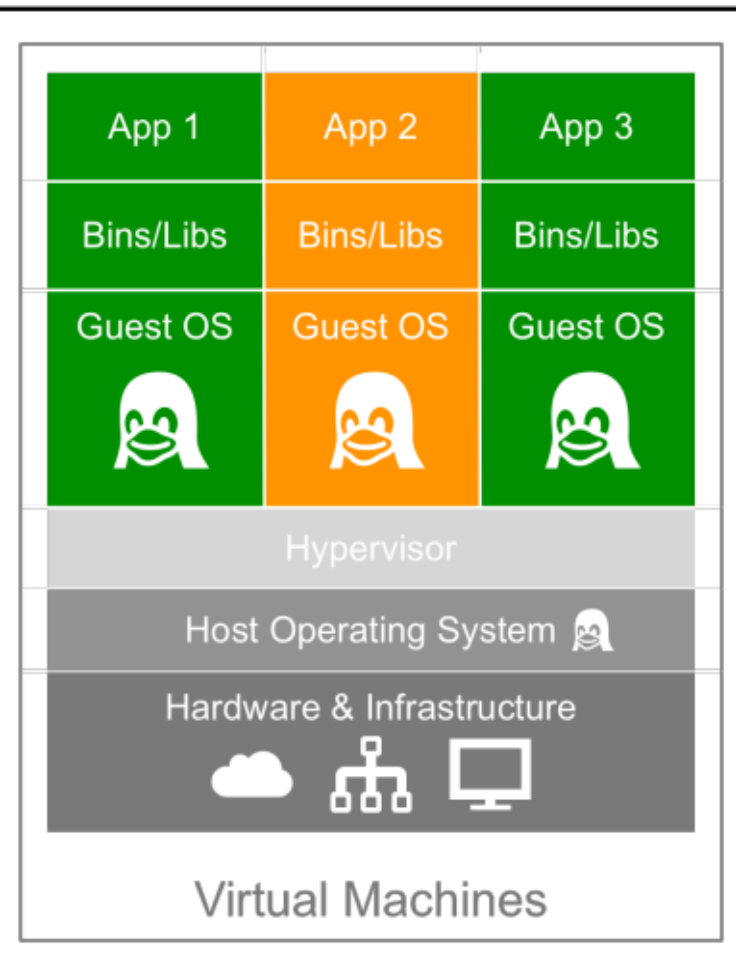 App 1 App 2 App 3
Bins/Libs Bins/Libs Bins/Libs
Guest OS Guest OS Guest OS
Hypervisor
Host Operating System
Hardware & Infrastructure
Virtual Machines